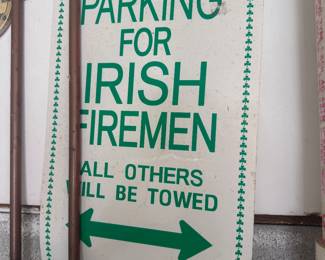 PARKING
FOR
IRISH
FIREMEN
ALL OTHERS
WILL BE TOWED